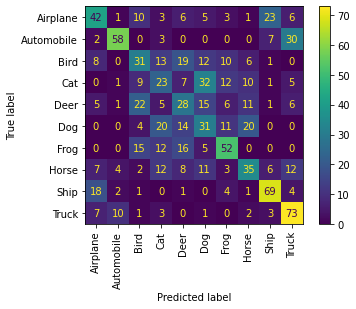 True label
Airplane 42 1 10 3 6 5 3 1 23 6
Automobile 2 58 0 3 0 0 0 0 7 30
Bird 8 0 31 13 19 12 10 6 1 0
Cat 0 1 9 23 7 32 12 10 1 5
Deer 5 1 22 5 28 15 6 11 1 6
Dog 0 0 4 20 14 31 11 20 0 0
Frog 0 0 15 12 16 5 52 0 0 0
Horse 7 4 2 12 8 11 3 35 6 12
Ship 18 2 1 0 1 0 4 1 69 4
Truck 7 10 1 3 0 1 0 2 3 73
Airplane Automobile Bird Cat Deer Dog Frog Horse Ship Truck
Predicted label
70
60
50
40
30
20
10
0